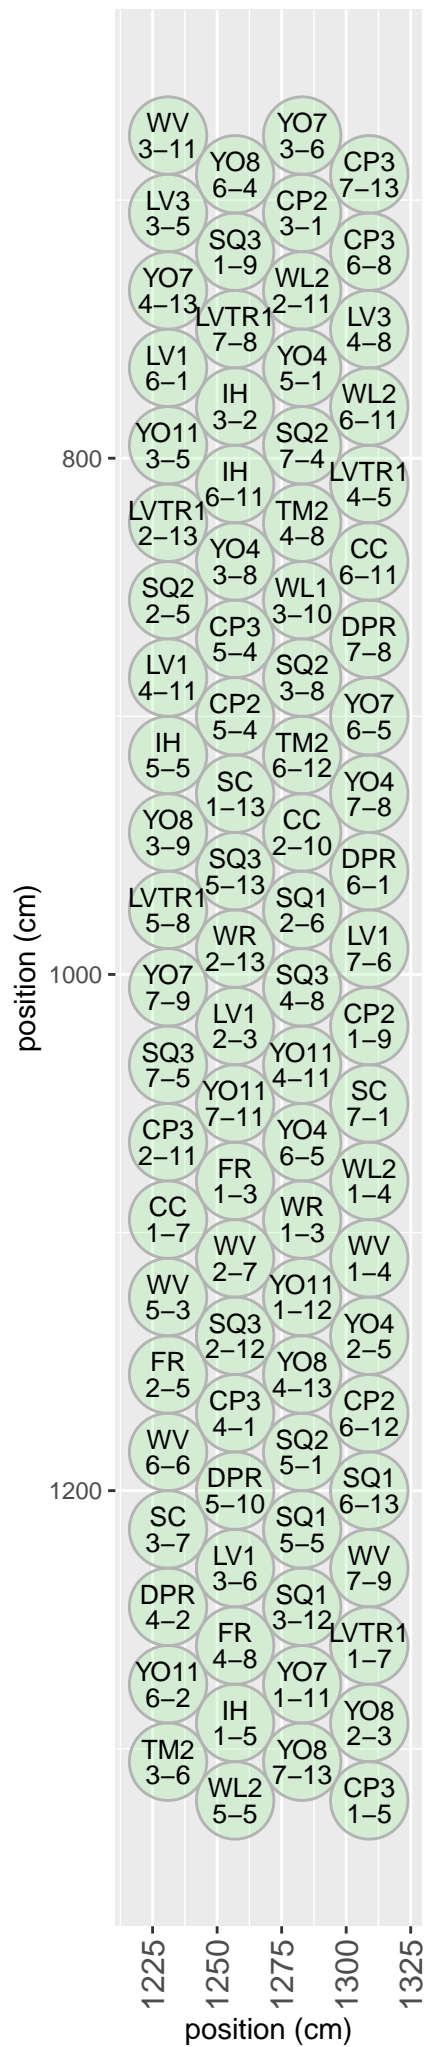 WV
3–11
YO7
3–6
YO8
6–4
CP3
7–13
LV3
3–5
CP2
3–1
SQ3
1–9
CP3
6–8
YO7
4–13
WL2
2–11
LVTR1
7–8
LV3
4–8
LV1
6–1
YO4
5–1
IH
3–2
WL2
6–11
YO11
3–5
SQ2
7–4
800
IH
6–11
LVTR1
4–5
LVTR1
2–13
TM2
4–8
YO4
3–8
CC
6–11
SQ2
2–5
WL1
3–10
CP3
5–4
DPR
7–8
LV1
4–11
SQ2
3–8
CP2
5–4
YO7
6–5
IH
5–5
TM2
6–12
SC
1–13
YO4
7–8
YO8
3–9
CC
2–10
SQ3
5–13
DPR
6–1
LVTR1
5–8
SQ1
2–6
WR
2–13
LV1
7–6
position (cm)
1000
YO7
7–9
SQ3
4–8
LV1
2–3
CP2
1–9
SQ3
7–5
YO11
4–11
YO11
7–11
SC
7–1
CP3
2–11
YO4
6–5
FR
1–3
WL2
1–4
CC
1–7
WR
1–3
WV
2–7
WV
1–4
WV
5–3
YO11
1–12
SQ3
2–12
YO4
2–5
FR
2–5
YO8
4–13
CP3
4–1
CP2
6–12
WV
6–6
SQ2
5–1
1200
DPR
5–10
SQ1
6–13
SC
3–7
SQ1
5–5
LV1
3–6
WV
7–9
DPR
4–2
SQ1
3–12
FR
4–8
LVTR1
1–7
YO11
6–2
YO7
1–11
IH
1–5
YO8
2–3
TM2
3–6
YO8
7–13
WL2
5–5
CP3
1–5
1225
1250
1275
1300
1325
position (cm)